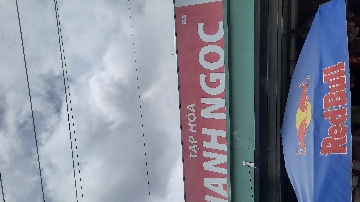 TẠP HÓA
ANH NGỌC
Red Bull